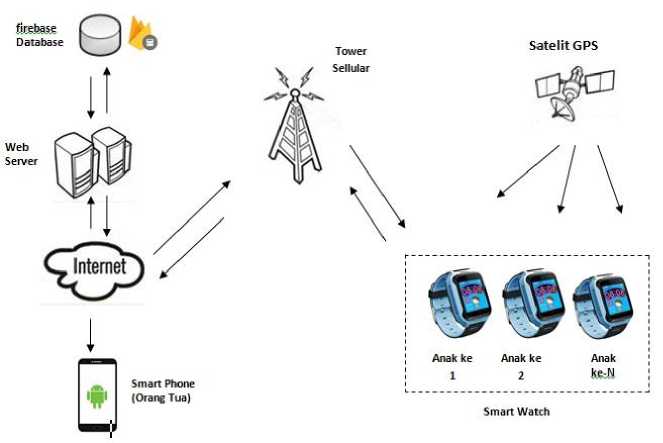 firebase
Database
Tower
Sellular
Satelit GPS
Web
Server
Internet
Anak ke
1
Anak ke
2
Anak
ke-N
Smart Phone
(Orang Tua)
Smart Watch